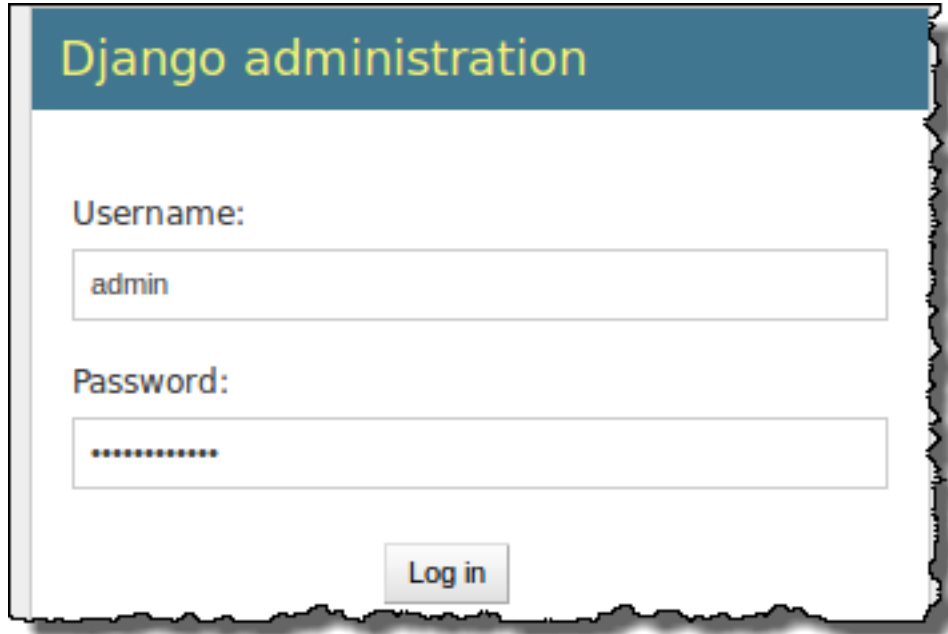 Django administration
Username:
admin
Password:
••••••••••••
Log in